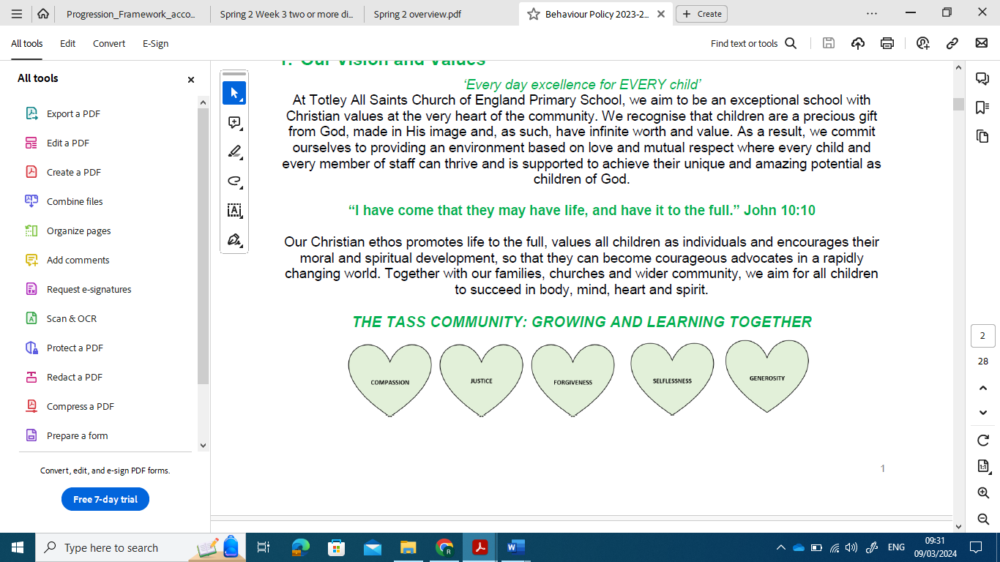 Progression_Framework_acco...
Spring 2 Week 3 two or more di...
Spring 2 overview.pdf
Behaviour Policy 2023-2...
Create
All tools
Edit
Convert
E-Sign
Find text or tools
All tools
Export a PDF
Edit a PDF
Create a PDF
Combine files
Organize pages
Add comments
Request e-signatures
Scan & OCR
Protect a PDF
Redact a PDF
Compress a PDF
Prepare a form
Convert, edit, and e-sign PDF forms.
Free 7-day trial
1. Our Vision and Values
‘Every day excellence for EVERY child’
At Totley All Saints Church of England Primary School, we aim to be an exceptional school with
Christian values at the very heart of the community. We recognise that children are a precious gift
from God, made in His image and, as such, have infinite worth and value. As a result, we commit
ourselves to providing an environment based on love and mutual respect where every child and
every member of staff can thrive and is supported to achieve their unique and amazing potential as
children of God.
“I have come that they may have life, and have it to the full.” John 10:10
Our Christian ethos promotes life to the full, values all children as individuals and encourages their
moral and spiritual development, so that they can become courageous advocates in a rapidly
changing world. Together with our families, churches and wider community, we aim for all children
to succeed in body, mind, heart and spirit.
THE TASS COMMUNITY: GROWING AND LEARNING TOGETHER
COMPASSION
JUSTICE
FORGIVENESS
SELFLESSNESS
GENEROSITY
1
2
28
1:1
Type here to search
ENG
09:31
09/03/2024